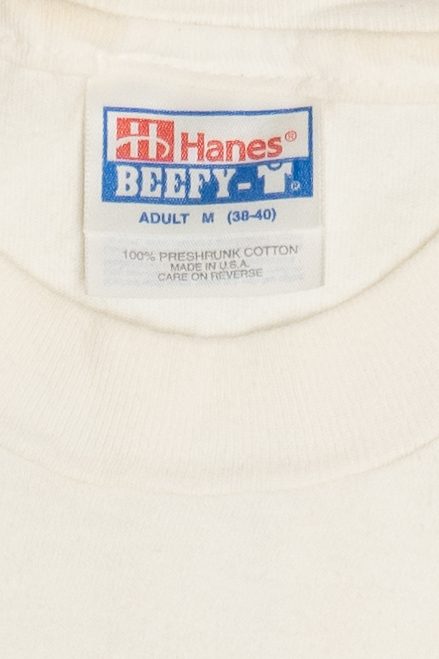 Hanes®
BEEFY-T
ADULT M (38-40)
100% PRESHRUNK COTTON
MADE IN U.S.A.
CARE ON REVERSE